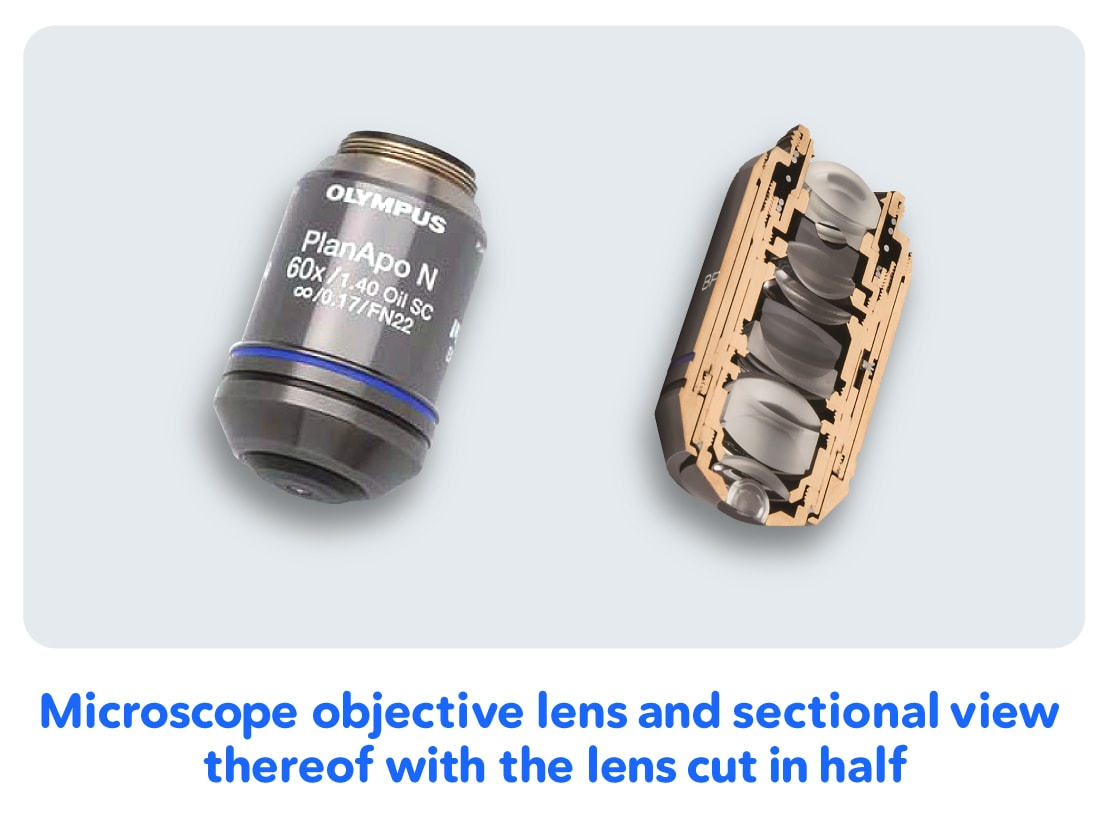 OLYMPUS
PlanApo N
60x/1.40 Oil SC
∞/0.17/FN22
Microscope objective lens and sectional view
thereof with the lens cut in half